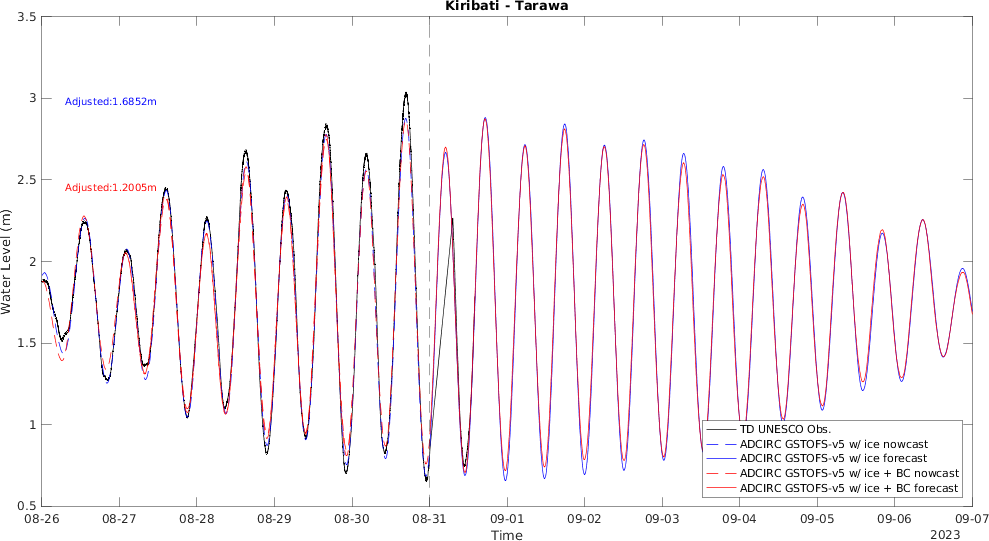 Kiribati - Tarawa
3.5
3
2.5
2
1.5
1
0.5
Water Level (m)
Adjusted:1.6852m
Adjusted:1.2005m
TD UNESCO Obs.
ADCIRC GSTOFS-v5 w/ ice nowcast
ADCIRC GSTOFS-v5 w/ ice forecast
ADCIRC GSTOFS-v5 w/ ice + BC nowcast
ADCIRC GSTOFS-v5 w/ ice + BC forecast
08-26 08-27 08-28 08-29 08-30 08-31 09-01 09-02 09-03 09-04 09-05 09-06 09-07
Time
2023